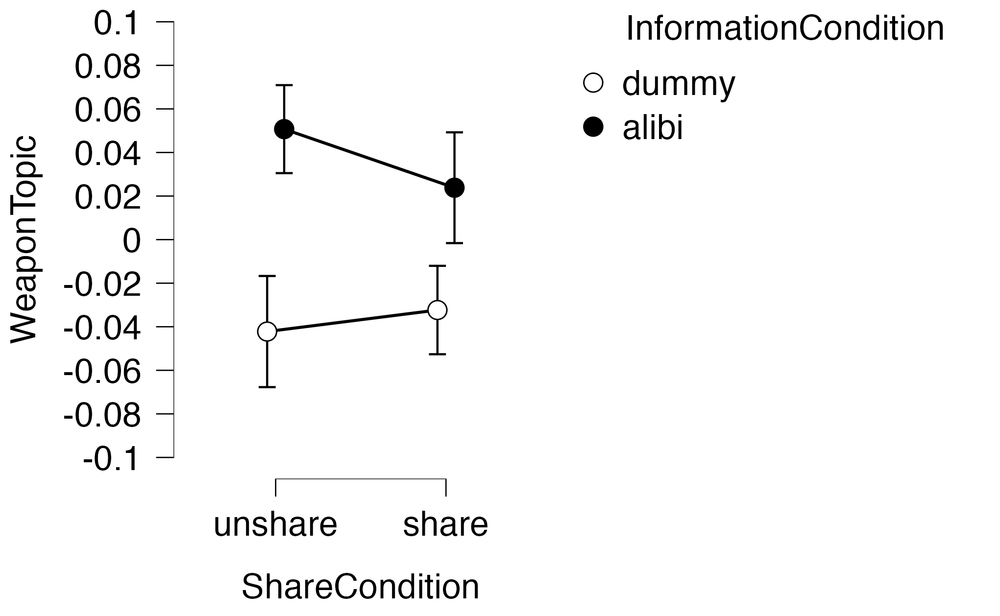 InformationCondition
dummy
alibi
WeaponTopic
0.1
0.08
0.06
0.04
0.02
0
-0.02
-0.04
-0.06
-0.08
-0.1
unshare share
ShareCondition